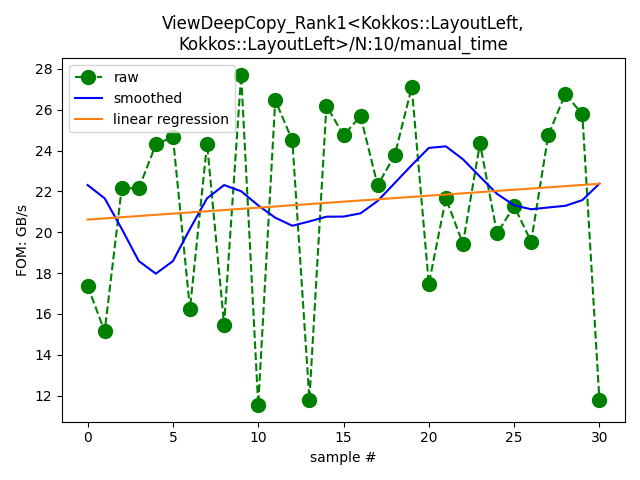 ViewDeepCopy_Rank1<Kokkos::LayoutLeft,
Kokkos::LayoutLeft>/N:10/manual_time
raw
smoothed
linear regression
FOM: GB/s
28
26
24
22
20
18
16
14
12
0 5 10 15 20 25 30
sample #